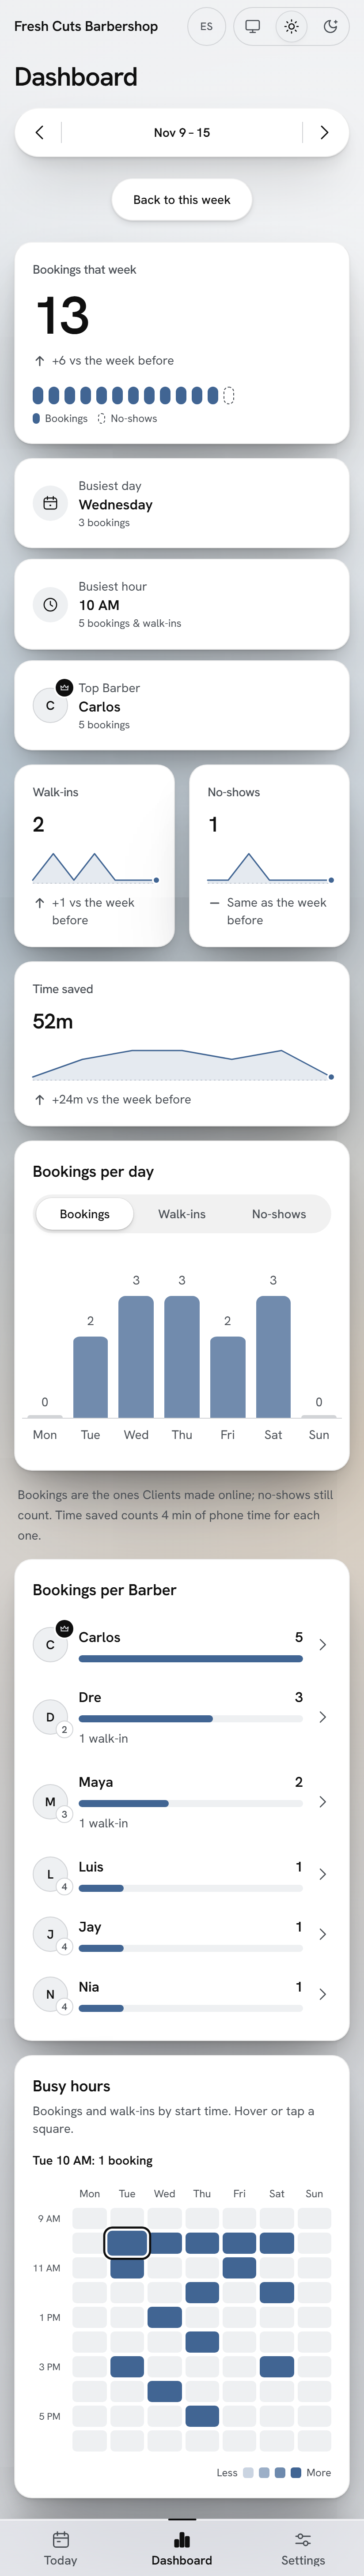 Fresh Cuts Barbershop
ES
Dashboard
Nov 9 – 15
Back to this week
Bookings that week
13
+6 vs the week before
Bookings
No-shows
Busiest day
Wednesday
3 bookings
Busiest hour
10 AM
5 bookings & walk-ins
C
Top Barber
Carlos
5 bookings
Walk-ins
2
+1 vs the week
before
No-shows
1
Same as the week
before
Time saved
52m
+24m vs the week before
Bookings per day
Bookings
Walk-ins
No-shows
0
2
3
3
2
3
0
Mon
Tue
Wed
Thu
Fri
Sat
Sun
Bookings are the ones Clients made online; no-shows still
count. Time saved counts 4 min of phone time for each
one.
Bookings per Barber
C
Carlos
5
D
2
Dre
3
1 walk-in
M
3
Maya
2
1 walk-in
L
4
Luis
1
J
4
Jay
1
N
4
Nia
1
Busy hours
Bookings and walk-ins by start time. Hover or tap a
square.
Tue 10 AM: 1 booking
Mon
Tue
Wed
Thu
Fri
Sat
Sun
9 AM
11 AM
1 PM
3 PM
5 PM
Less
More
Today
Dashboard
Settings